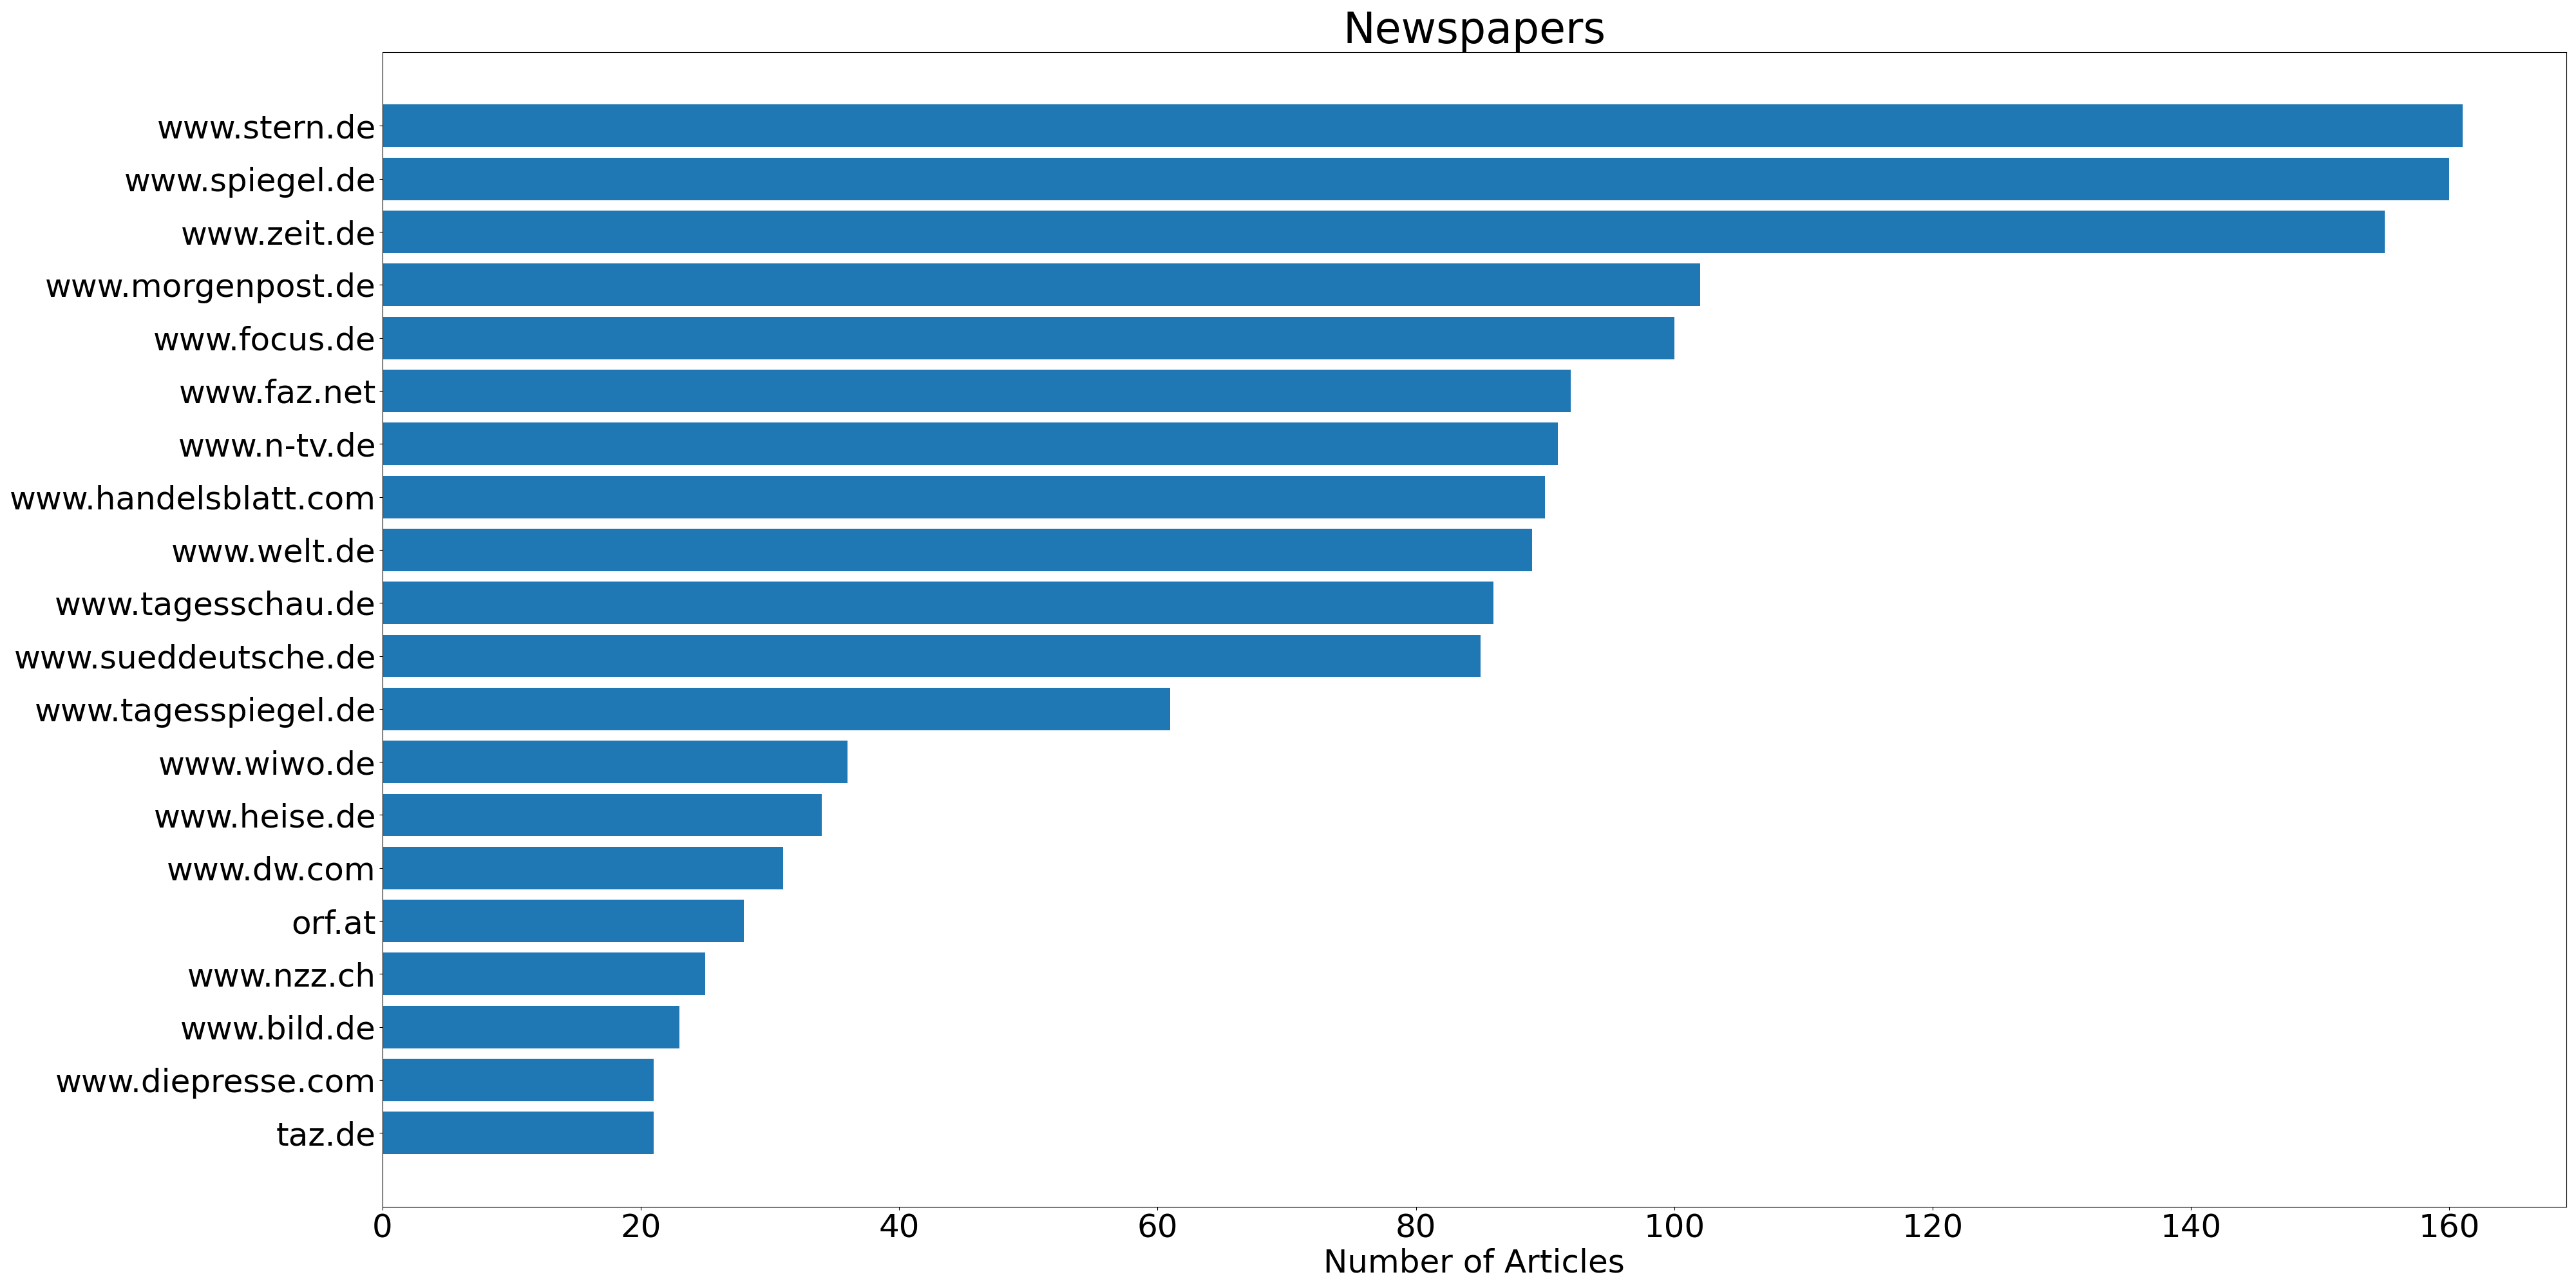 Newspapers
www.stern.de
www.spiegel.de
www.zeit.de
www.morgenpost.de
www.focus.de
www.faz.net
www.n-tv.de
www.handelsblatt.com
www.welt.de
www.tagesschau.de
www.sueddeutsche.de
www.tagesspiegel.de
www.wiwo.de
www.heise.de
www.dw.com
orf.at
www.nzz.ch
www.bild.de
www.diepresse.com
taz.de
0 20 40 60 80 100 120 140 160
Number of Articles